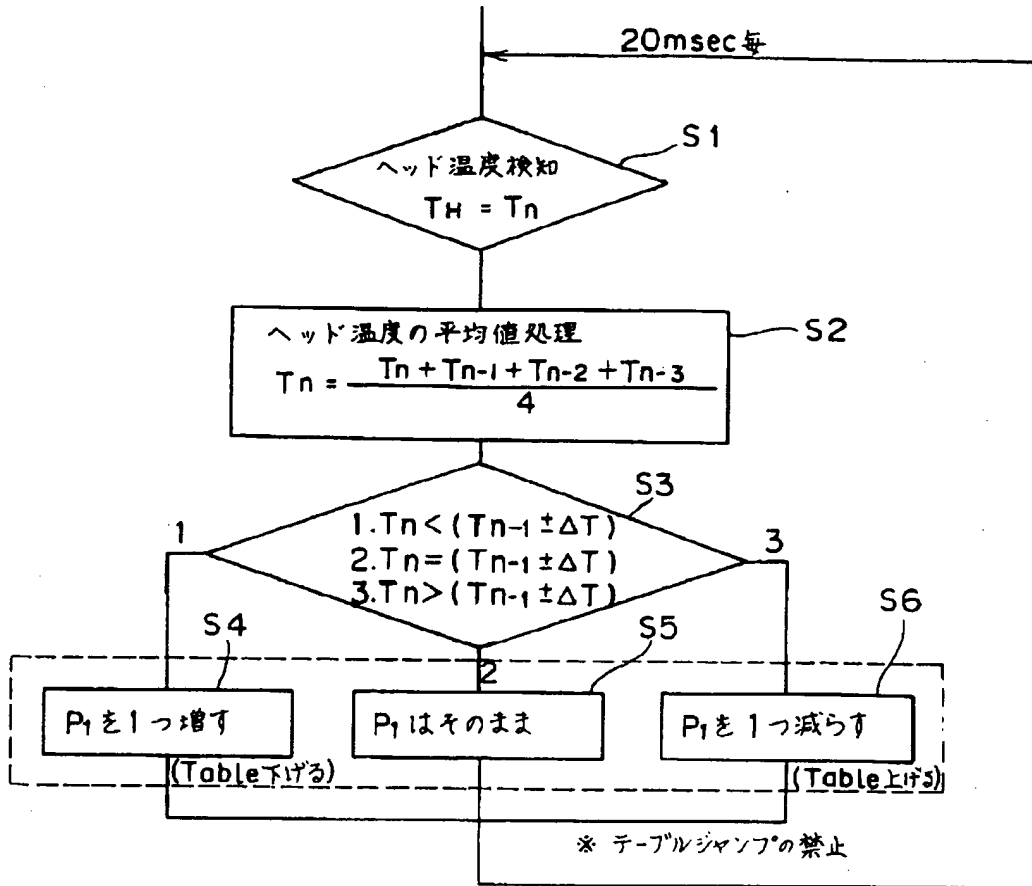 20msec毎
S1
ヘッド温度検知
TH = Tn
S2
ヘッド温度の平均値処理
Tn = Tn + Tn-1 + Tn-2 + Tn-3
4
S3
1
1.Tn<(Tn-1 ±ΔT)
2.Tn=(Tn-1 ±ΔT)
3.Tn>(Tn-1 ±ΔT)
3
S4
S5
S6
2
P1を1つ増す
P1はそのまま
P1を1つ減らす
(Table下げる)
(Table上げる)
※ テーブルジャンプの禁止